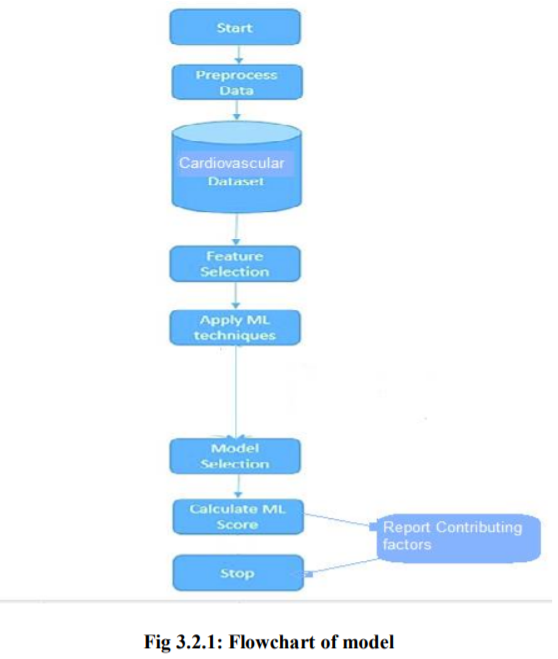 Start
Preprocess
Data
Cardiovascular
Dataset
Feature
Selection
Apply ML
techniques
Model
Selection
Calculate ML
Score
Report Contributing
factors
Stop
Fig 3.2.1: Flowchart of model